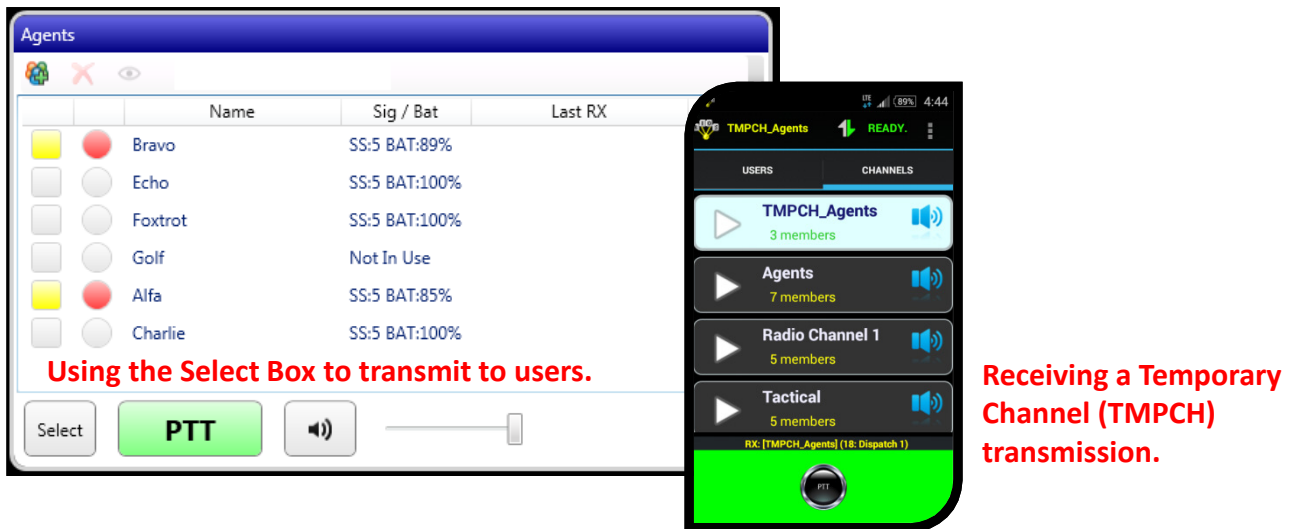 Agents
Name Sig / Bat Last RX
Bravo SS:5 BAT:89%
Echo SS:5 BAT:100%
Foxtrot SS:5 BAT:100%
Golf Not In Use
Alfa SS:5 BAT:85%
Charlie SS:5 BAT:100%
Using the Select Box to transmit to users.
Select PTT
LTE 89% 4:44
TMPCH_Agents READY.
USERS CHANNELS
TMPCH_Agents
3 members
Agents
7 members
Radio Channel 1
5 members
Tactical
5 members
RX: [TMPCH_Agents] (18: Dispatch 1)
PTT
Receiving a Temporary
Channel (TMPCH)
transmission.